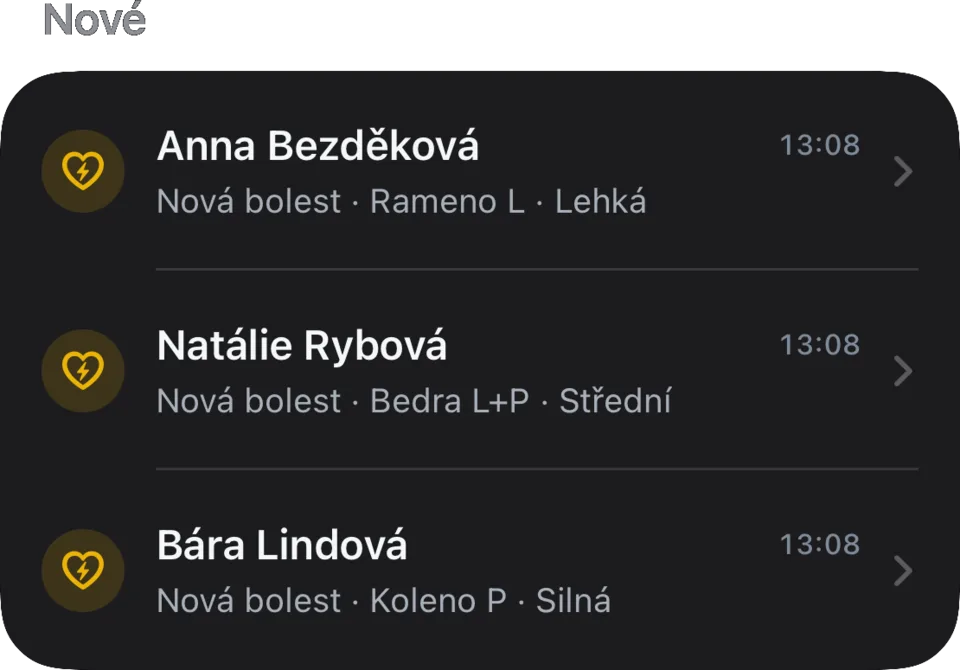 Nové
Anna Bezděková 13:08
Nová bolest · Rameno L · Lehká
Natálie Rybová 13:08
Nová bolest · Bedra L+P · Střední
Bára Lindová 13:08
Nová bolest · Koleno P · Silná